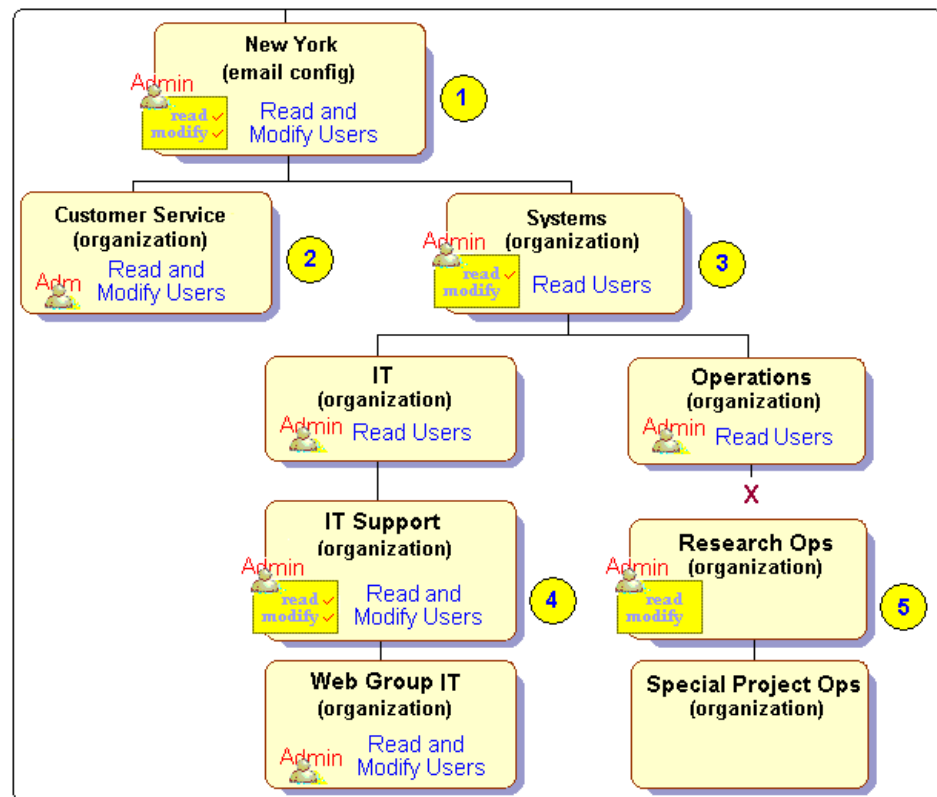 New York
(email config)
Admin
read ✓
modify ✓
Read and
Modify Users
1
Customer Service
(organization)
Adm
Read and
Modify Users
2
Systems
(organization)
Admin
read ✓
modify
Read Users
3
IT
(organization)
Admin
Read Users
Operations
(organization)
Admin
Read Users
X
IT Support
(organization)
Admin
read ✓
modify ✓
Read and
Modify Users
4
Research Ops
(organization)
Admin
read
modify
5
Web Group IT
(organization)
Admin
Read and
Modify Users
Special Project Ops
(organization)